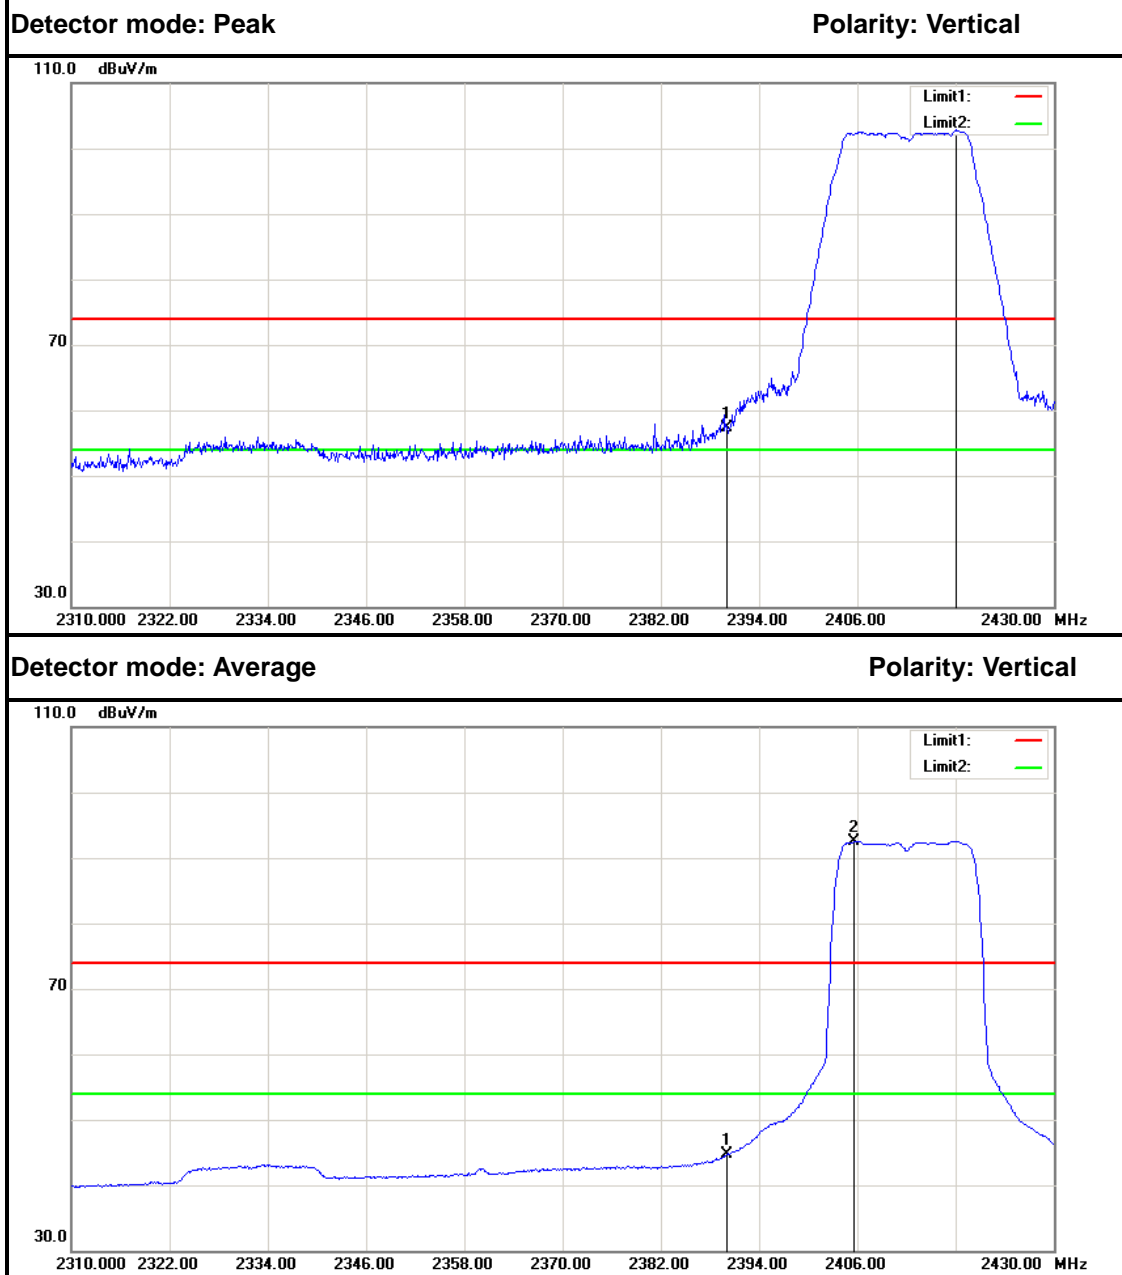 Detector mode: Peak Polarity: Vertical
110.0 dBuV/m
Limit1:
Limit2:
70
1
30.0
2310.000 2322.00 2334.00 2346.00 2358.00 2370.00 2382.00 2394.00 2406.00 2430.00 MHz
Detector mode: Average Polarity: Vertical
110.0 dBuV/m
Limit1:
Limit2:
2
70
1
30.0
2310.000 2322.00 2334.00 2346.00 2358.00 2370.00 2382.00 2394.00 2406.00 2430.00 MHz